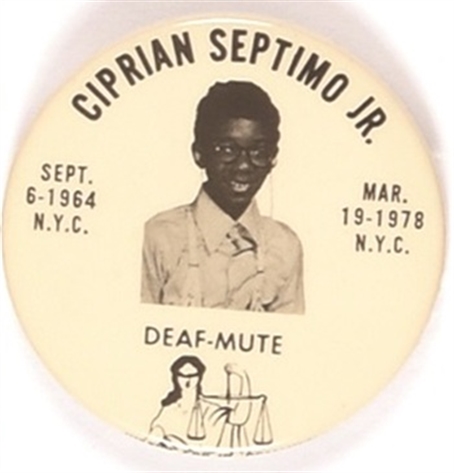 CIPRIAN SEPTIMO JR.
SEPT.
6-1964
N.Y.C.
MAR.
19-1978
N.Y.C.
DEAF-MUTE